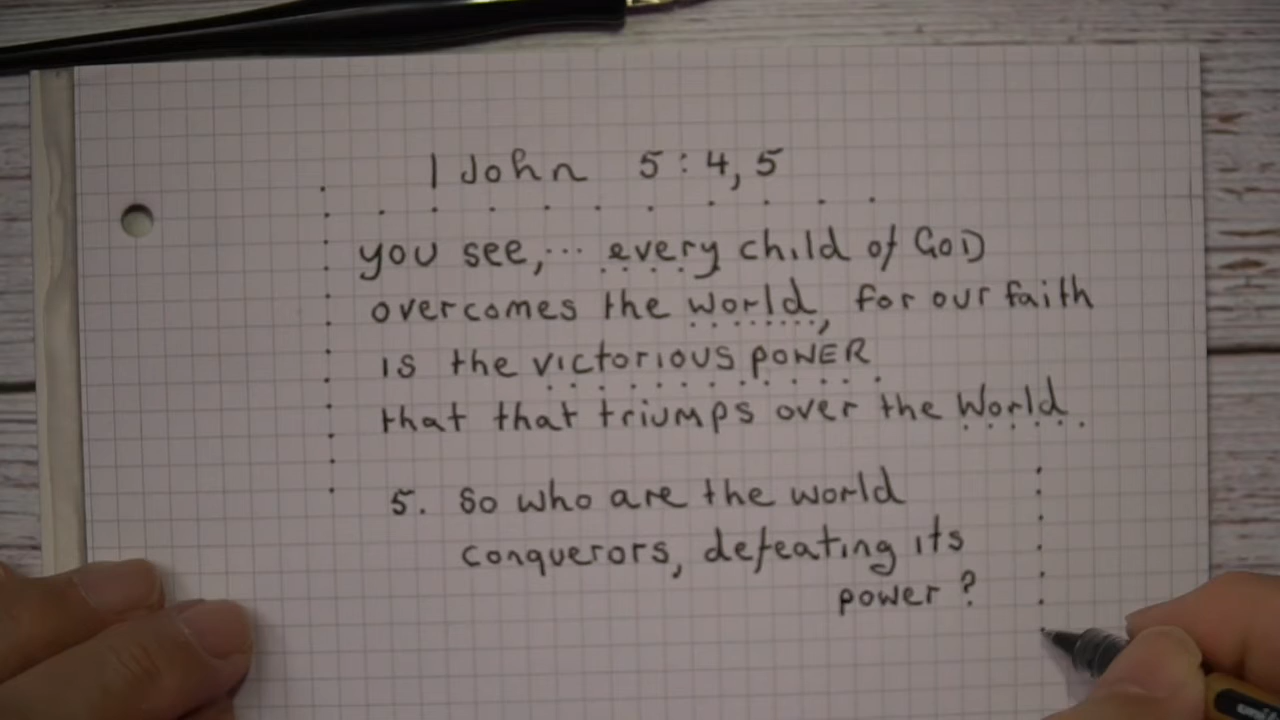 1 John 5:4,5
you see,... every child of GOD
overcomes the world, for our faith
is the victorious poWER
that that triumps over the World
5. So who are the world
conquerors, defeating its
power?